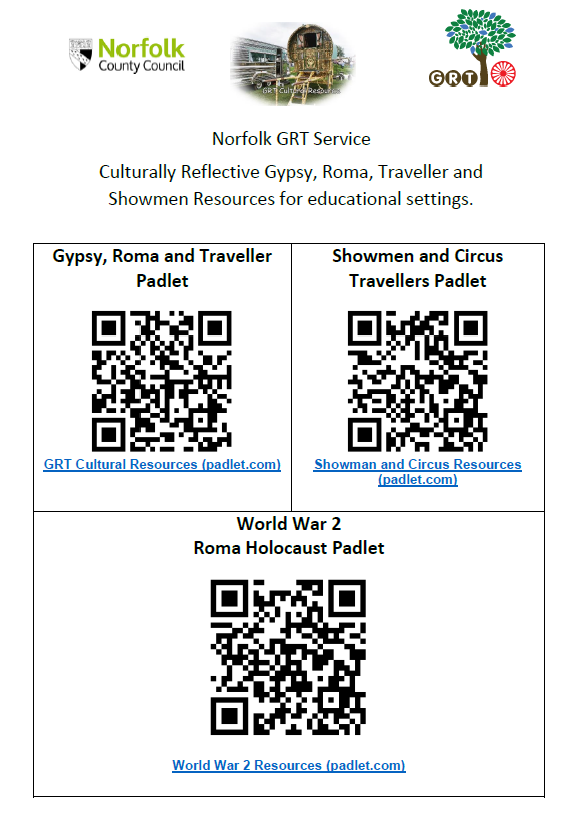 Norfolk
County Council
GRT Cultural Resources
GRT
Norfolk GRT Service
Culturally Reflective Gypsy, Roma, Traveller and
Showmen Resources for educational settings.
Gypsy, Roma and Traveller
Padlet
GRT Cultural Resources (padlet.com)
Showmen and Circus
Travellers Padlet
Showman and Circus Resources
(padlet.com)
World War 2
Roma Holocaust Padlet
World War 2 Resources (padlet.com)